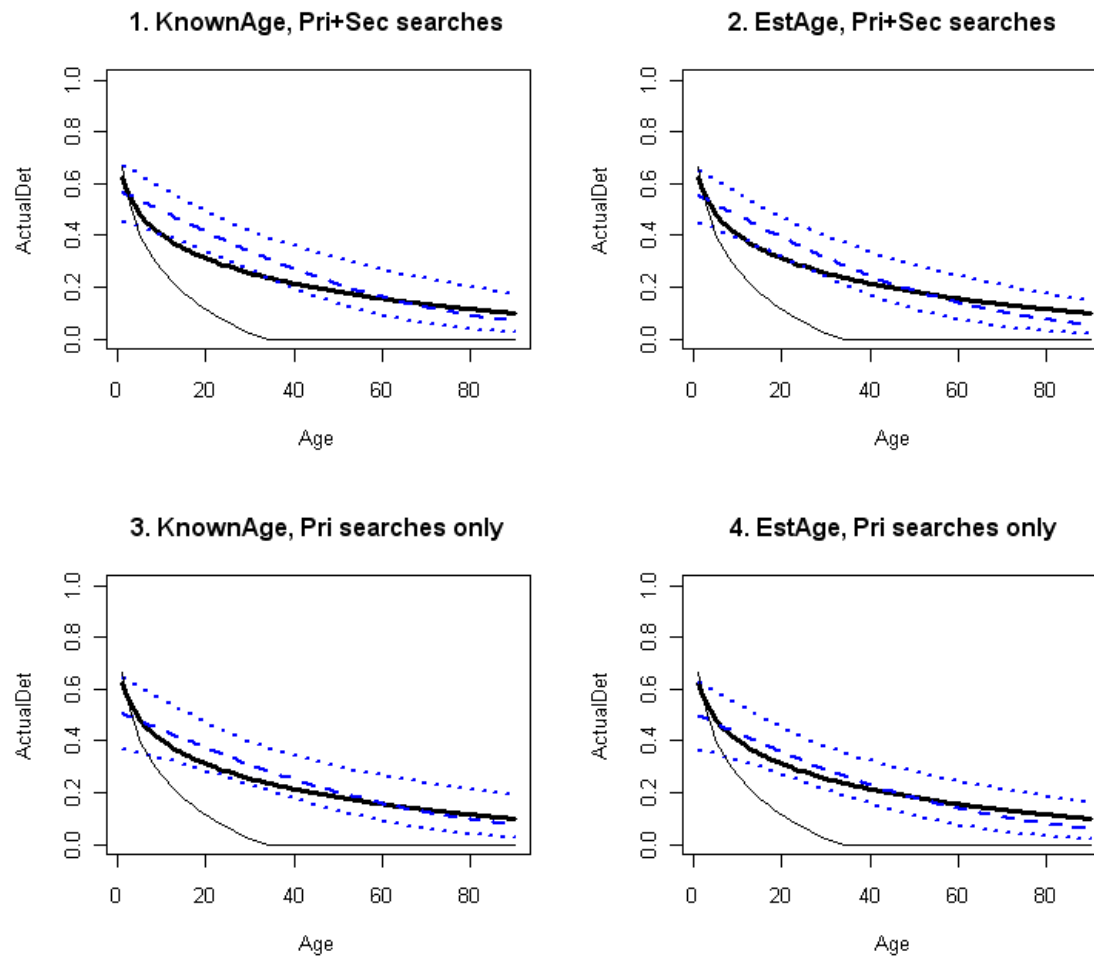 1. KnownAge, Pri+Sec searches
ActualDet
0.0 0.2 0.4 0.6 0.8 1.0
0 20 40 60 80
Age
2. EstAge, Pri+Sec searches
ActualDet
0.0 0.2 0.4 0.6 0.8 1.0
0 20 40 60 80
Age
3. KnownAge, Pri searches only
ActualDet
0.0 0.2 0.4 0.6 0.8 1.0
0 20 40 60 80
Age
4. EstAge, Pri searches only
ActualDet
0.0 0.2 0.4 0.6 0.8 1.0
0 20 40 60 80
Age